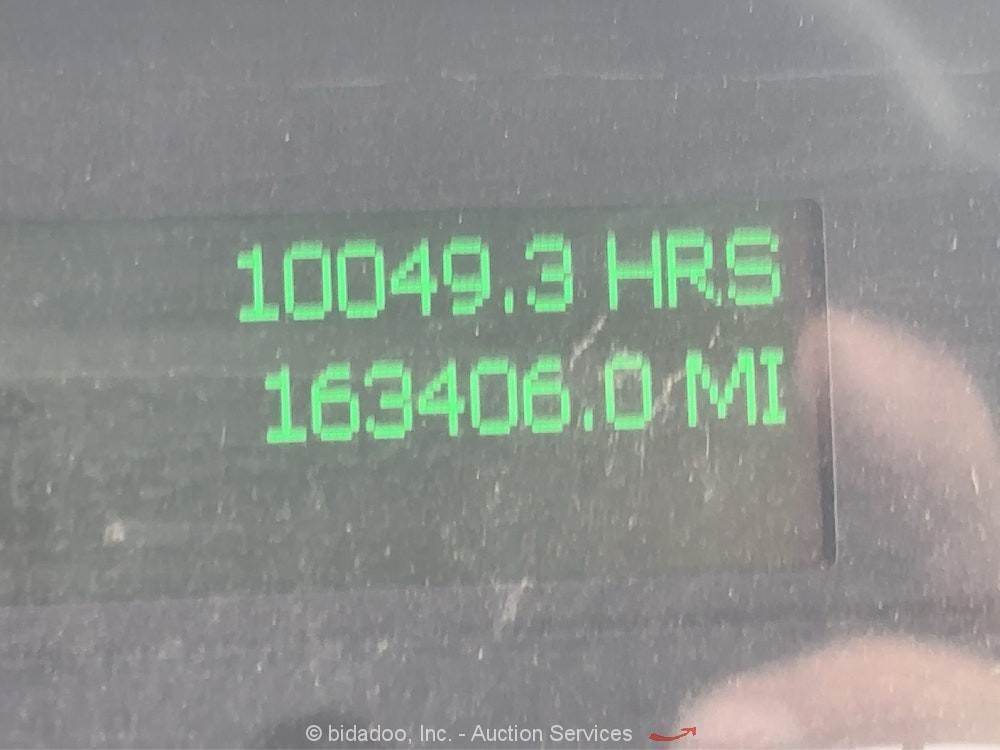 10049.3 HRS
163406.0 MI
© bidadoo, Inc. - Auction Services